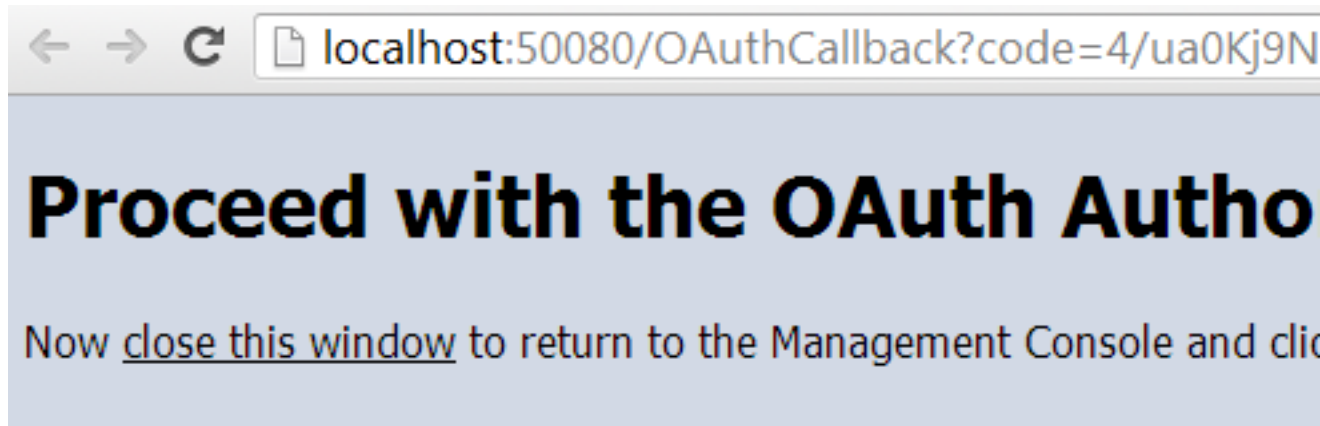 localhost:50080/OAuthCallback?code=4/ua0Kj9N
Proceed with the OAuth Autho
Now close this window to return to the Management Console and clic